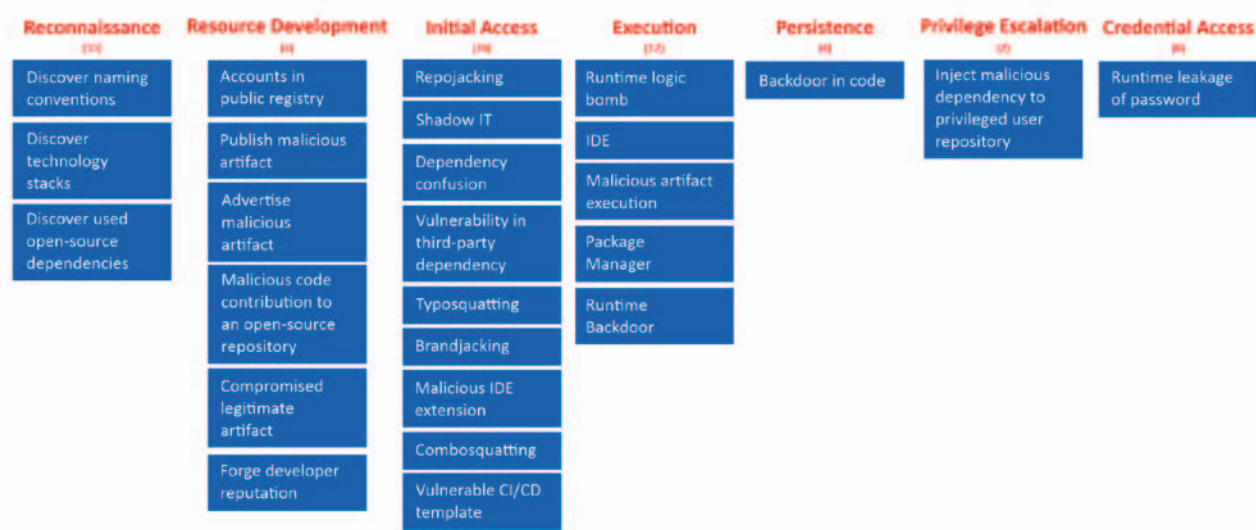 Reconnaissance
Discover naming
conventions
Discover
technology
stacks
Discover used
open-source
dependencies
Resource Development
Accounts in
public registry
Publish malicious
artifact
Advertise
malicious
artifact
Malicious code
contribution to
an open-source
repository
Compromised
legitimate
artifact
Forge developer
reputation
Initial Access
Repojacking
Shadow IT
Dependency
confusion
Vulnerability in
third-party
dependency
Typosquatting
Brandjacking
Malicious IDE
extension
Combosquatting
Vulnerable CI/CD
template
Execution
Runtime logic
bomb
IDE
Malicious artifact
execution
Package
Manager
Runtime
Backdoor
Persistence
Backdoor in code
Privilege Escalation
Inject malicious
dependency to
privileged user
repository
Credential Access
Runtime leakage
of password